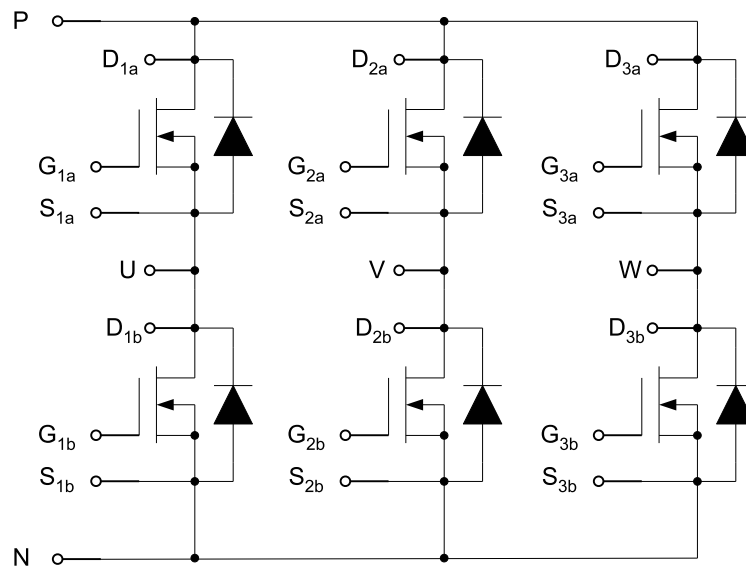 P
D1a D2a D3a
G1a G2a G3a
S1a S2a S3a
U V W
D1b D2b D3b
G1b G2b G3b
S1b S2b S3b
N